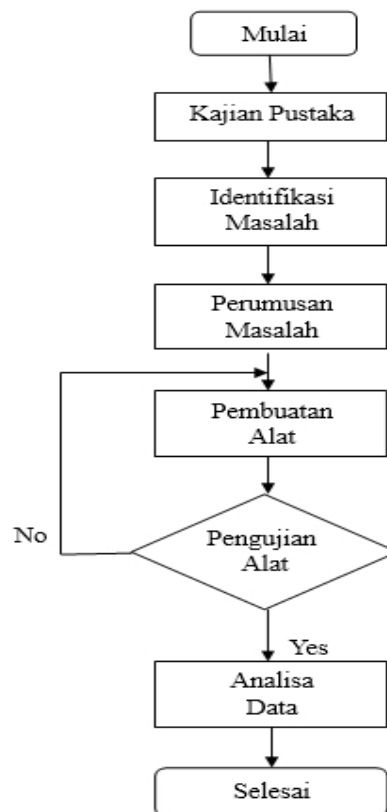 Mulai
Kajian Pustaka
Identifikasi
Masalah
Perumusan
Masalah
Pembuatan
Alat
No
Pengujian
Alat
Yes
Analisa
Data
Selesai